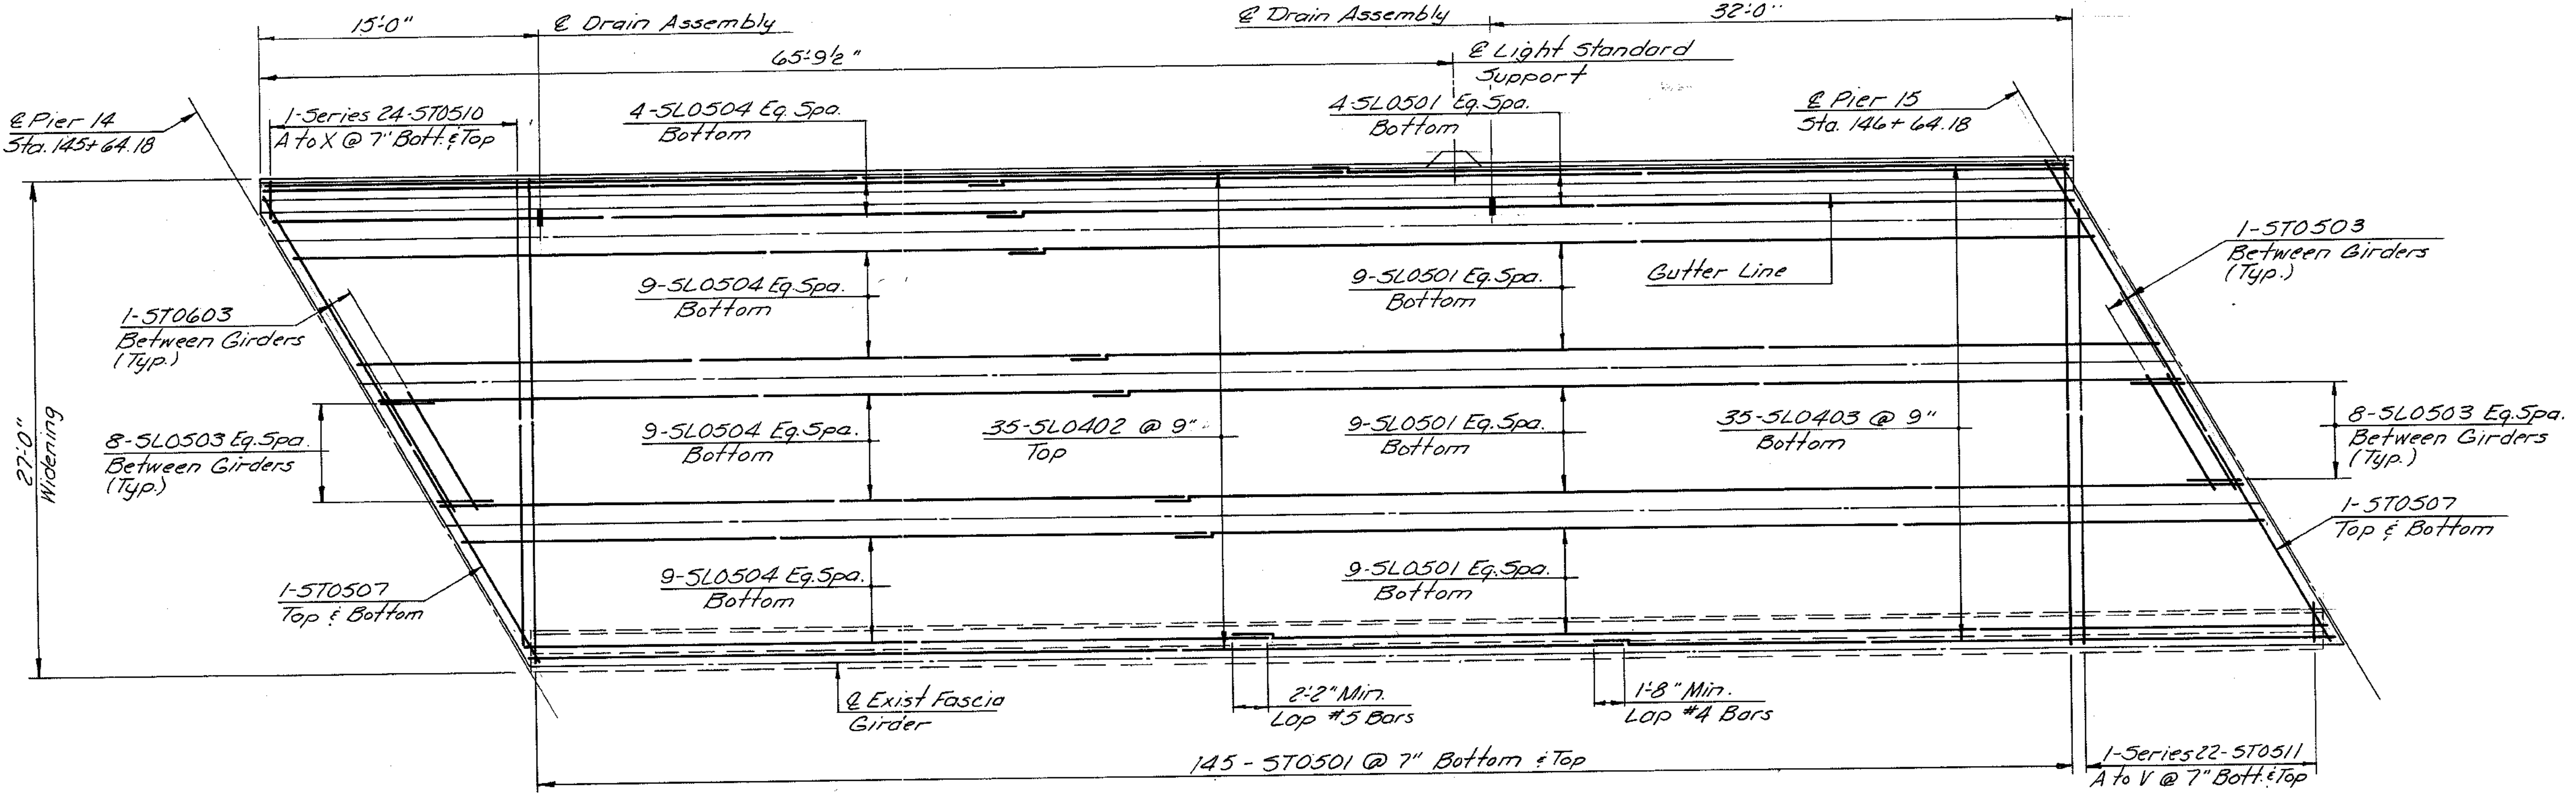 15'-0"
℄ Drain Assembly
℄ Drain Assembly
32'-0"
65'-9½"
℄ Light Standard
Support
℄ Pier 14
Sta. 145+64.18
1-Series 24-ST0510
A to X @ 7" Bott. & Top
4-SL0504 Eq. Spa.
Bottom
4-SL0501 Eq. Spa.
Bottom
℄ Pier 15
Sta. 146+64.18
1-ST0503
Between Girders
(Typ.)
9-SL0504 Eq. Spa.
Bottom
9-SL0501 Eq. Spa.
Bottom
Gutter Line
1-ST0603
Between Girders
(Typ.)
27'-0"
Widening
8-SL0503 Eq. Spa.
Between Girders
(Typ.)
9-SL0504 Eq. Spa.
Bottom
35-SL0402 @ 9"
Top
9-SL0501 Eq. Spa.
Bottom
35-SL0403 @ 9"
Bottom
8-SL0503 Eq. Spa.
Between Girders
(Typ.)
1-ST0507
Top & Bottom
1-ST0507
Top & Bottom
9-SL0504 Eq. Spa.
Bottom
9-SL0501 Eq. Spa.
Bottom
℄ Exist Fascia
Girder
2'-2" Min.
Lap #5 Bars
1'-8" Min.
Lap #4 Bars
145 - ST0501 @ 7" Bottom & Top
1-Series 22-ST0511
A to V @ 7" Bott. & Top